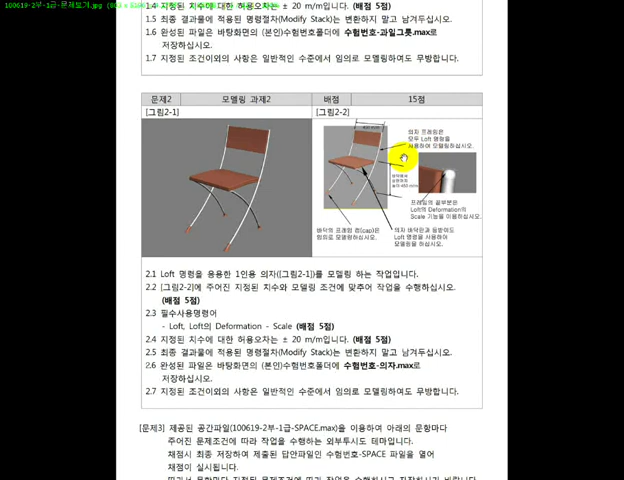 100619-2부-1급-문제보기.jpg
1.4 지정된 치수에 대한 허용오차는 ± 20 m/m입니다. (배점 5점)
1.5 최종 결과물에 적용된 명령절차(Modify Stack)는 변환하지 말고 남겨두십시오.
1.6 완성된 파일은 바탕화면의 (본인)수험번호폴더에 수험번호-과일그릇.max로
저장하십시오.
1.7 지정된 조건이외의 사항은 일반적인 수준에서 임의로 모델링하여도 무방합니다.
문제2 모델링 과제2 배점 15점
[그림2-1] [그림2-2]
의자 프레임은
모두 Loft 명령을
사용하여 모델링하십시오.
프레임의 끝부분은
Loft의 Deformation의
Scale 기능을 이용하십시오.
바닥의 프레임 캡(cap)은
임의로 모델링하십시오.
의자 바닥판과 등받이도
Loft 명령을 사용하여
모델링을 하십시오.
2.1 Loft 명령을 응용한 1인용 의자([그림2-1])를 모델링 하는 작업입니다.
2.2 [그림2-2]에 주어진 지정된 치수와 모델링 조건에 맞추어 작업을 수행하십시오.
(배점 5점)
2.3 필수사용명령어
- Loft, Loft의 Deformation - Scale (배점 5점)
2.4 지정된 치수에 대한 허용오차는 ± 20 m/m입니다. (배점 5점)
2.5 최종 결과물에 적용된 명령절차(Modify Stack)는 변환하지 말고 남겨두십시오.
2.6 완성된 파일은 바탕화면의 (본인)수험번호폴더에 수험번호-의자.max로
저장하십시오.
2.7 지정된 조건이외의 사항은 일반적인 수준에서 임의로 모델링하여도 무방합니다.
[문제3] 제공된 공간파일(100619-2부-1급-SPACE.max)을 이용하여 아래의 문항마다
주어진 문제조건에 따라 작업을 수행하는 외부투시도 테마입니다.
채점시 최종 저장하여 제출된 답안파일인 수험번호-SPACE 파일을 열어
채점이 실시됩니다.